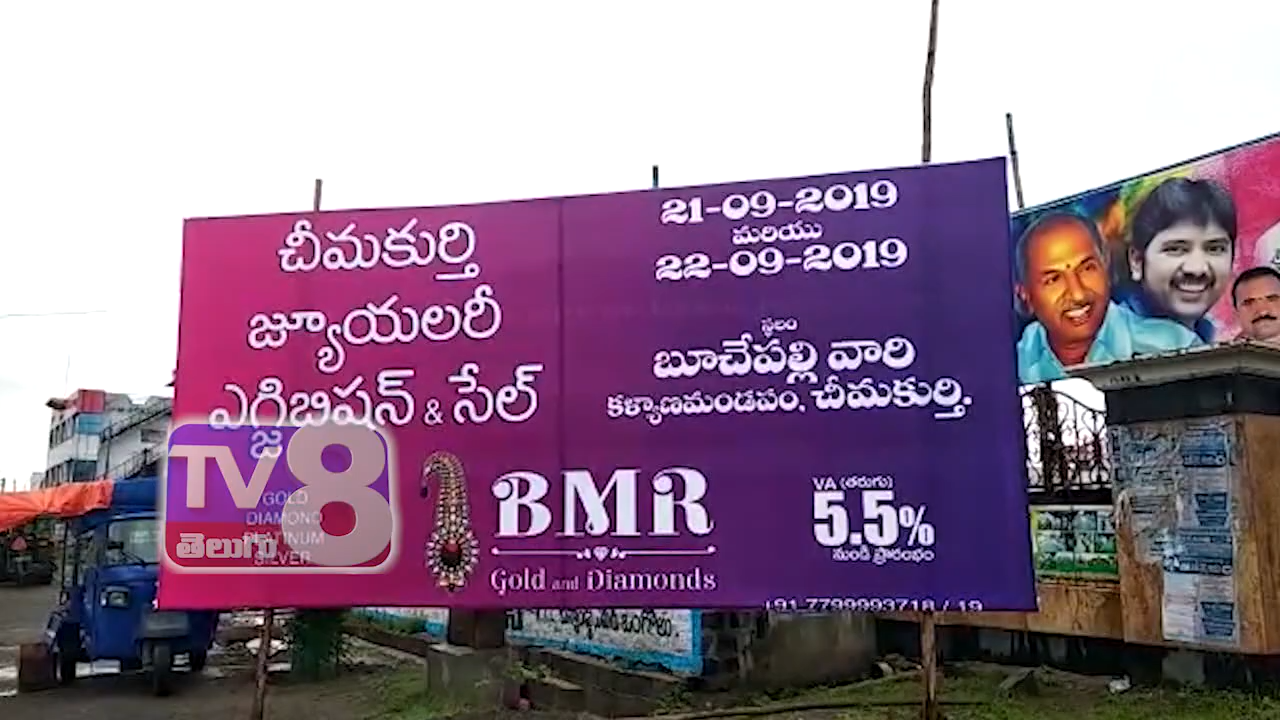 చీమకుర్తి
జ్యూయలరీ
ఎగ్జిబిషన్ & సేల్
GOLD
DIAMOND
PLATINUM
SILVER
TV8
తెలుగు
BMR
Gold and Diamonds
21-09-2019
మరియు
22-09-2019
స్థలం
బూచేపల్లి వారి
కళ్యాణమండపం, చీమకుర్తి.
VA (తరుగు)
5.5%
నుండి ప్రారంభం
+91 7799993718 / 19